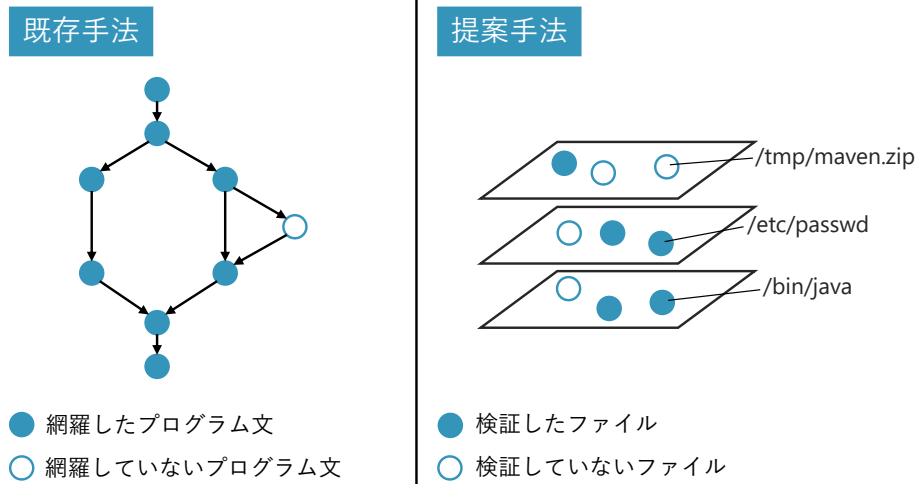 既存手法
網羅したプログラム文
網羅していないプログラム文
提案手法
/tmp/maven.zip
/etc/passwd
/bin/java
検証したファイル
検証していないファイル